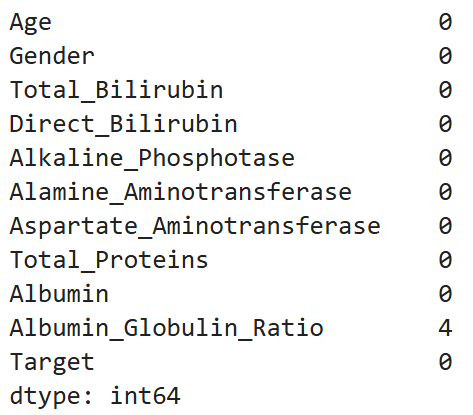 Age 0
Gender 0
Total_Bilirubin 0
Direct_Bilirubin 0
Alkaline_Phosphotase 0
Alamine_Aminotransferase 0
Aspartate_Aminotransferase 0
Total_Proteins 0
Albumin 0
Albumin_Globulin_Ratio 4
Target 0
dtype: int64